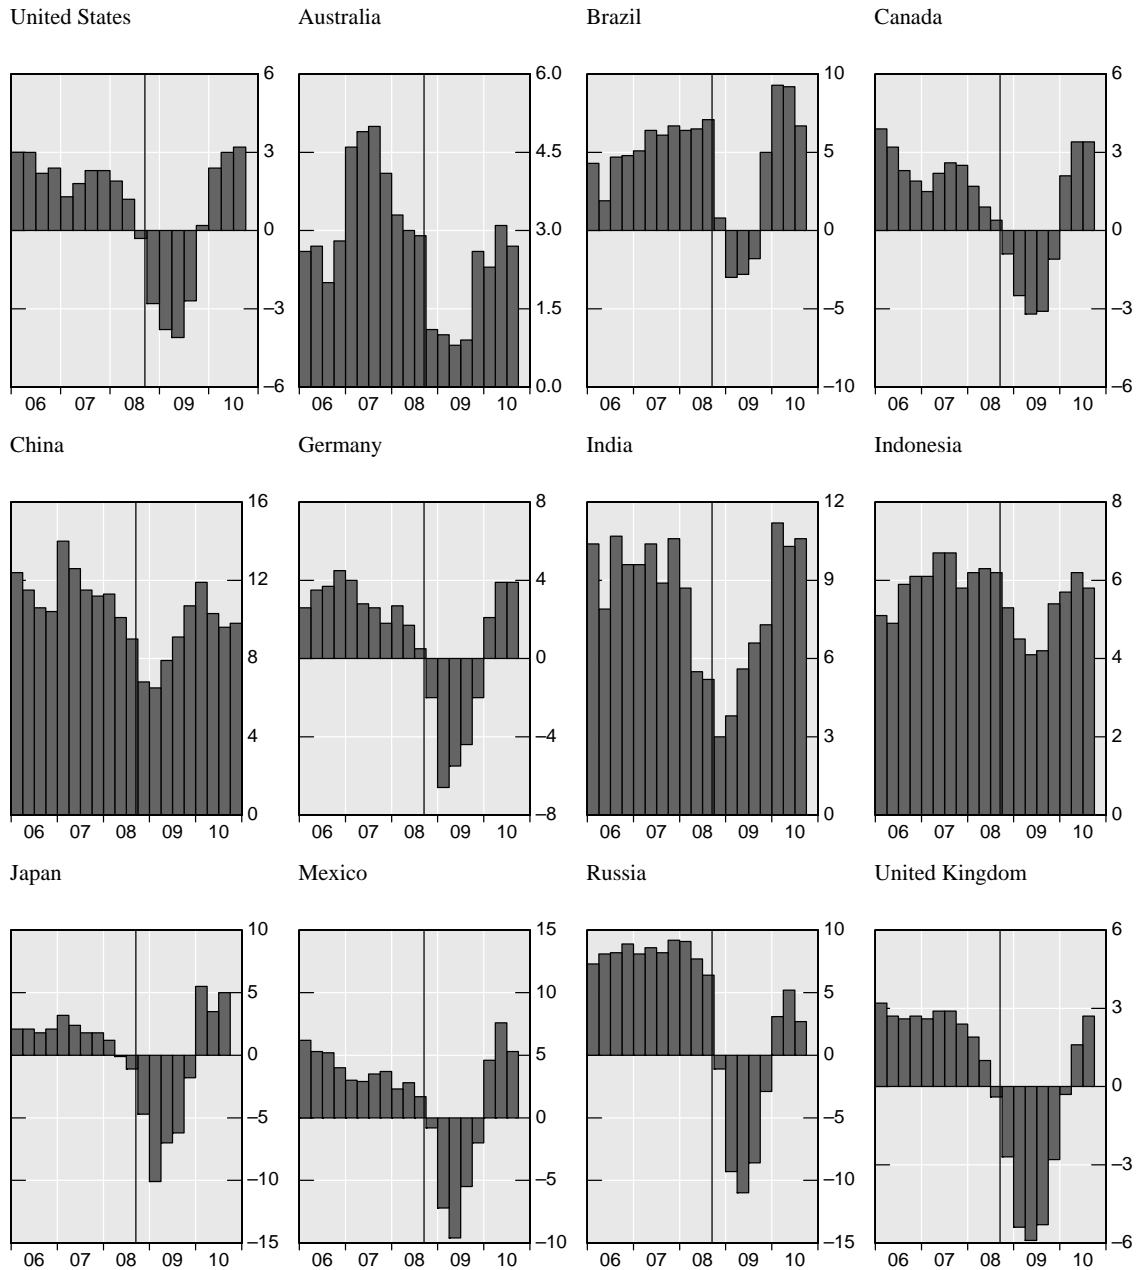 United States Australia Brazil Canada
6 6.0 10 6
3 4.5 5 3
0 3.0 0 0
–3 1.5 –5 –3
–6 0.0 –10 –6
06 07 08 09 10 06 07 08 09 10 06 07 08 09 10 06 07 08 09 10
China Germany India Indonesia
16 8 12 8
12 4 9 6
8 0 6 4
4 –4 3 2
0 –8 0 0
06 07 08 09 10 06 07 08 09 10 06 07 08 09 10 06 07 08 09 10
Japan Mexico Russia United Kingdom
10 15 10 6
5 10 5 3
0 5 0 0
–5 0 –5 –3
–10 –5 –10 –6
–15 –10 –15
06 07 08 09 10 06 07 08 09 10 06 07 08 09 10 06 07 08 09 10